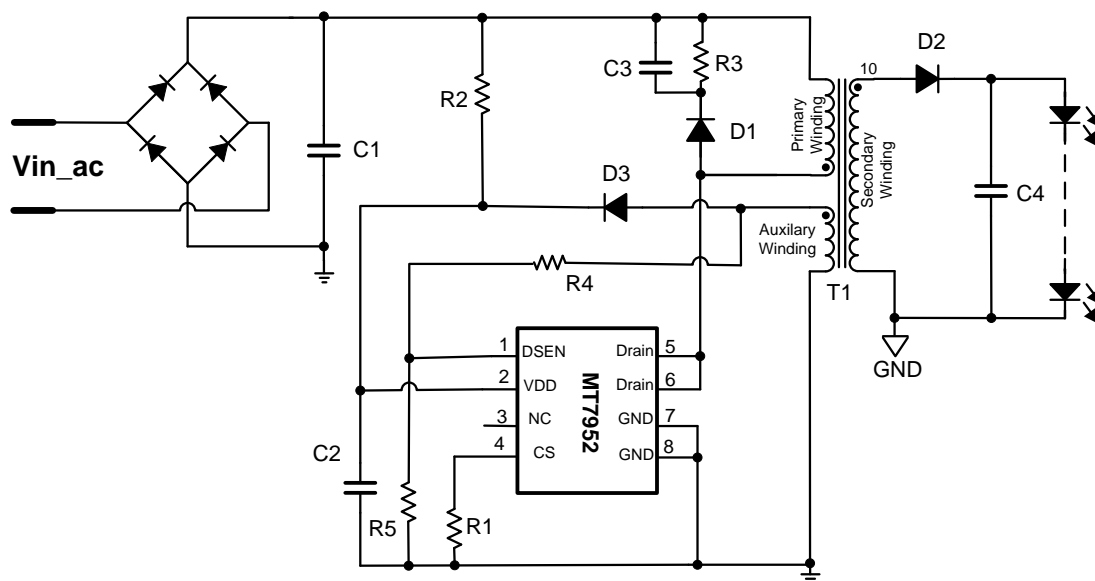 D2
10
C3
R3
R2
C1
D1
Primary
Winding
Secondary
Winding
Vin_ac
D3
C4
Auxilary
Winding
R4
T1
1
DSEN
Drain
5
2
VDD
Drain
6
GND
3
NC
GND
7
4
CS
GND
8
MT7952
C2
R5
R1